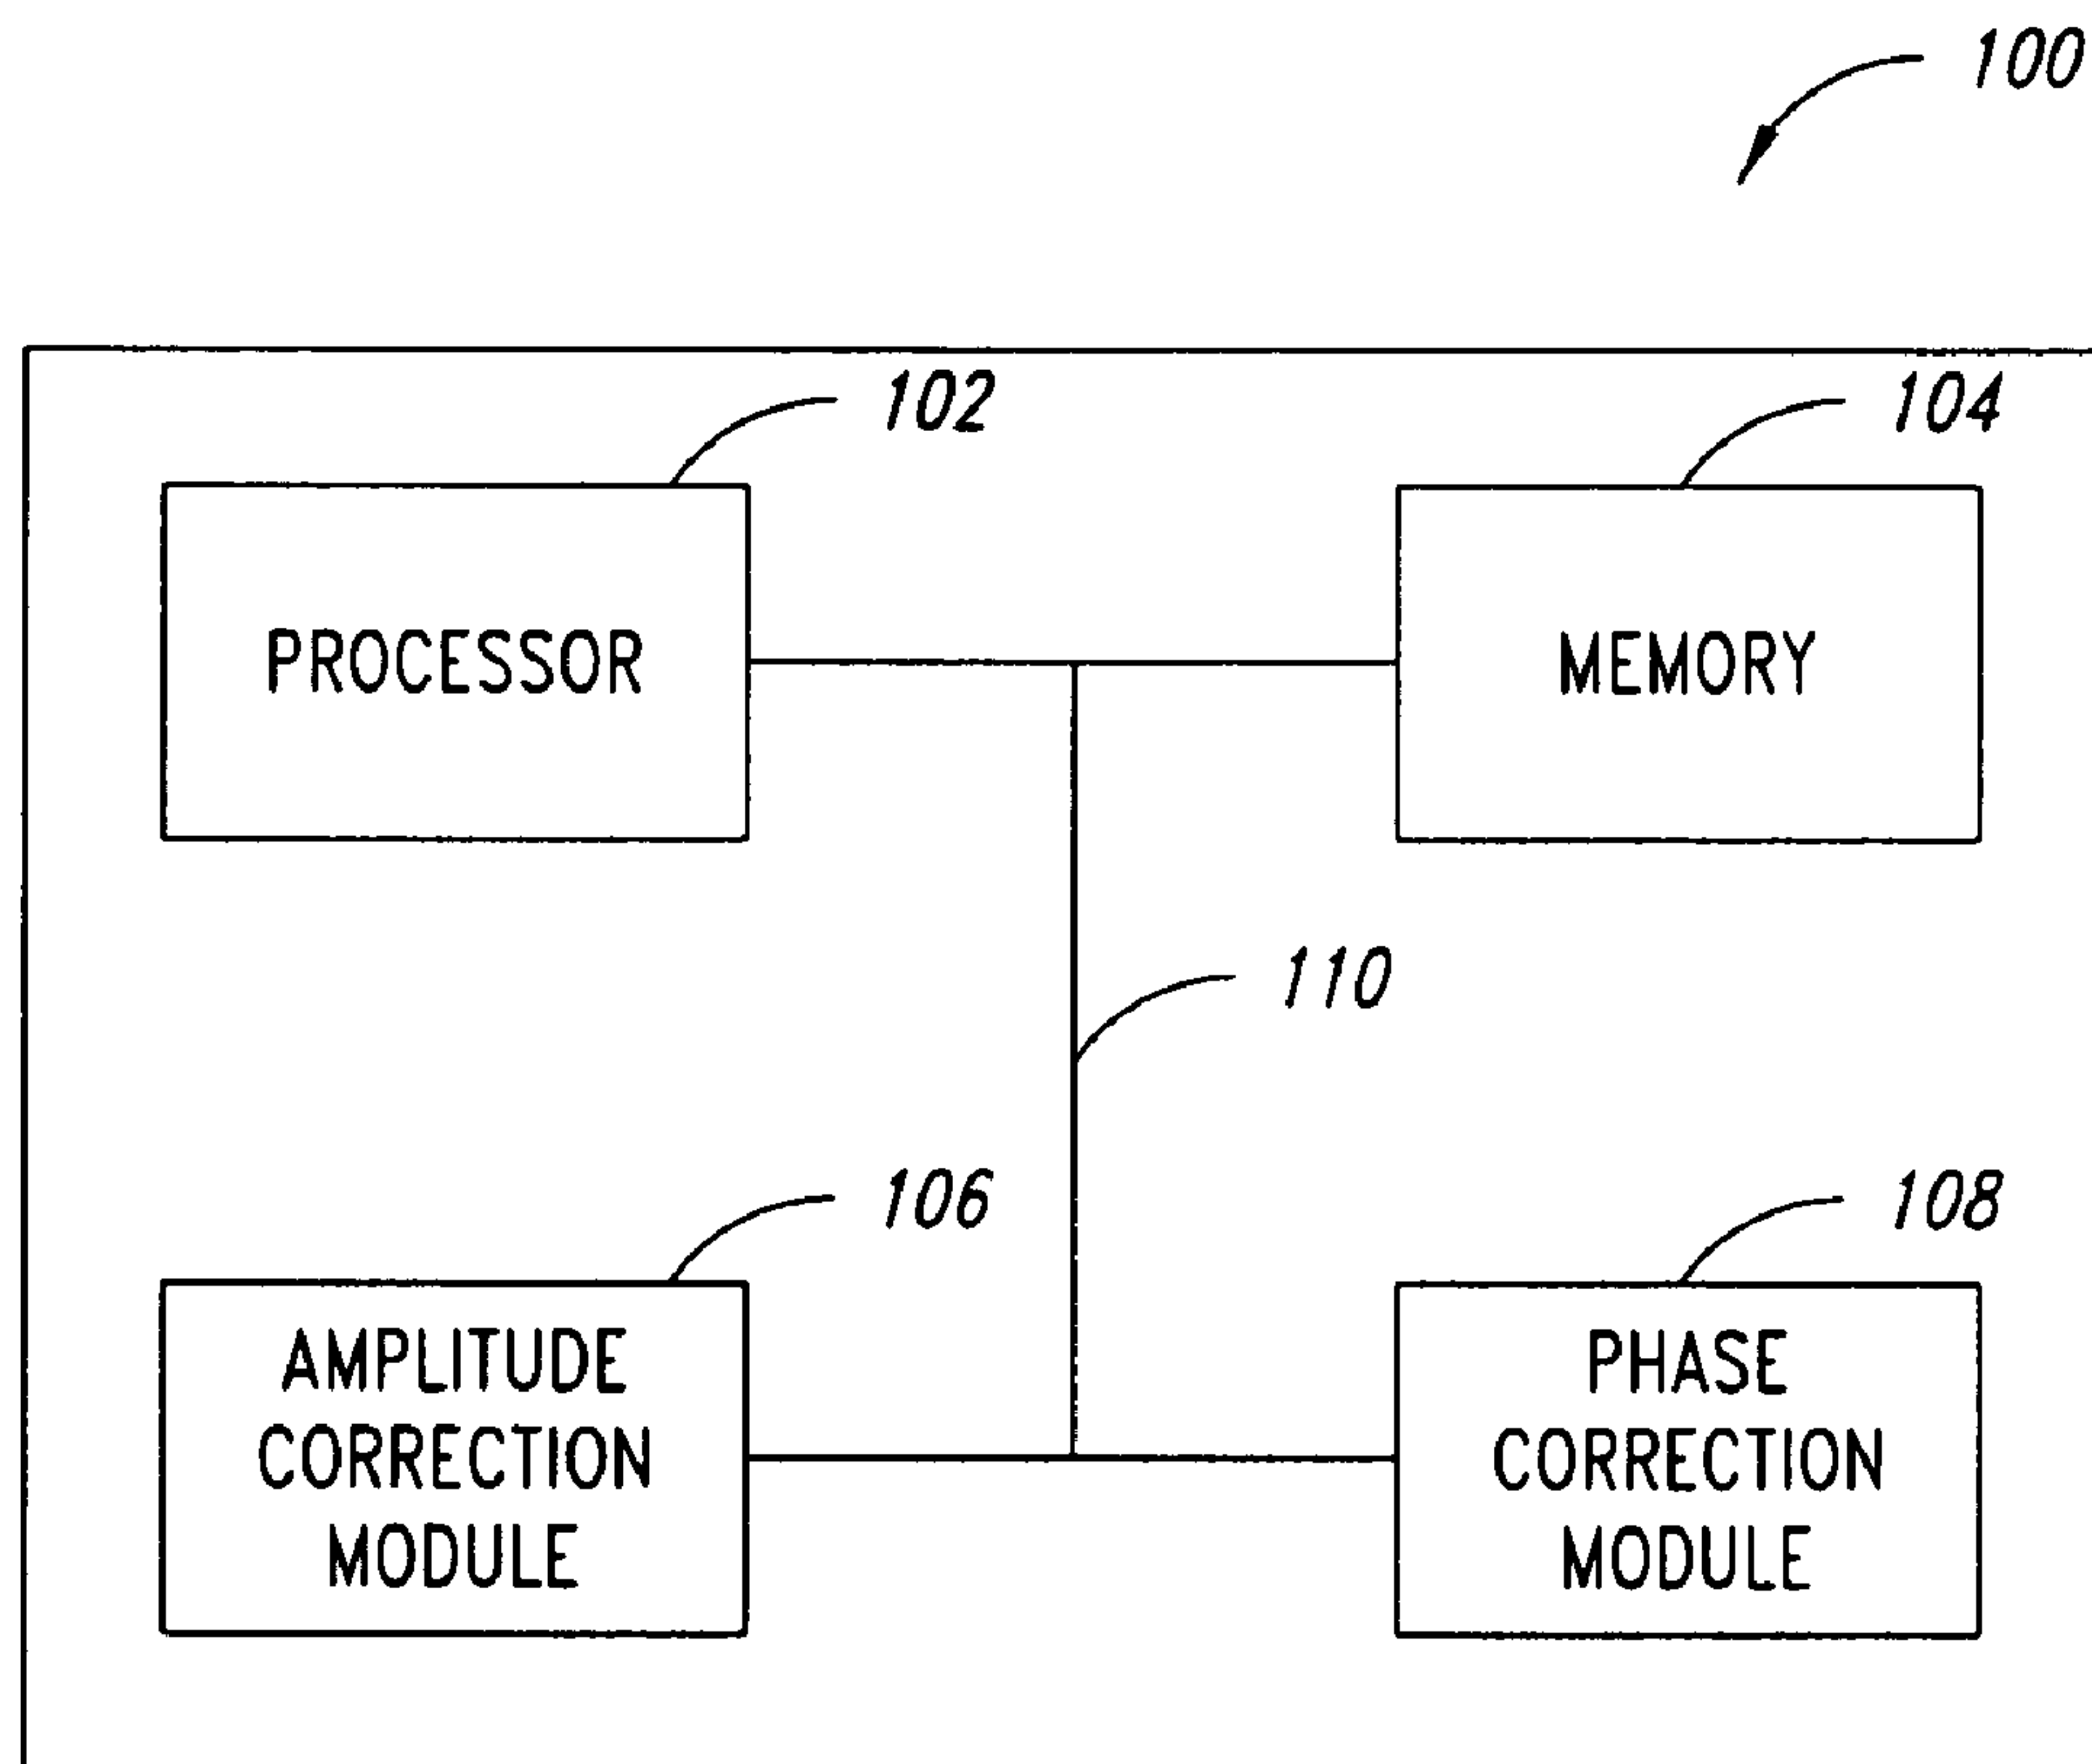 100
102
104
PROCESSOR
MEMORY
110
106
108
AMPLITUDE
CORRECTION
MODULE
PHASE
CORRECTION
MODULE